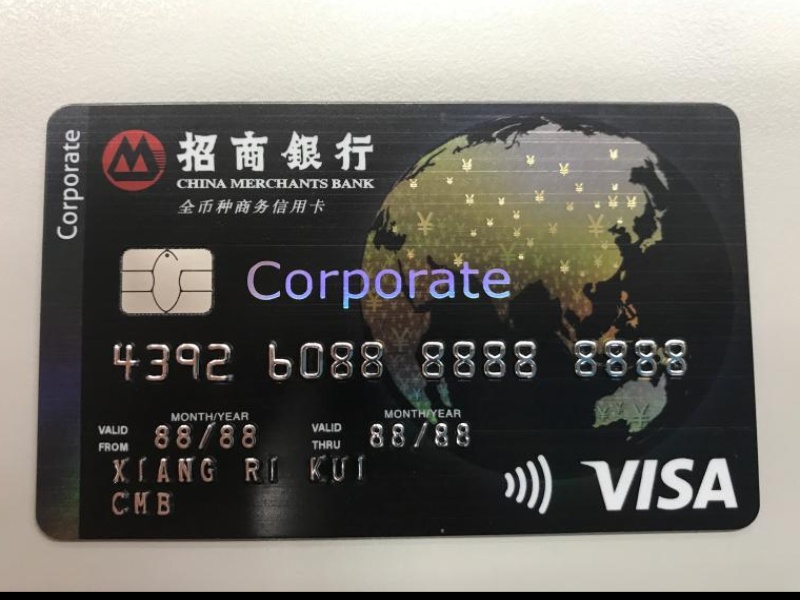 Corporate
招商銀行
CHINA MERCHANTS BANK
全币种商务信用卡
Corporate
4392 6088 8888 8888
MONTH/YEAR MONTH/YEAR
VALID FROM 88/88 VALID THRU 88/88
XIANG RI KUI
CMB
VISA